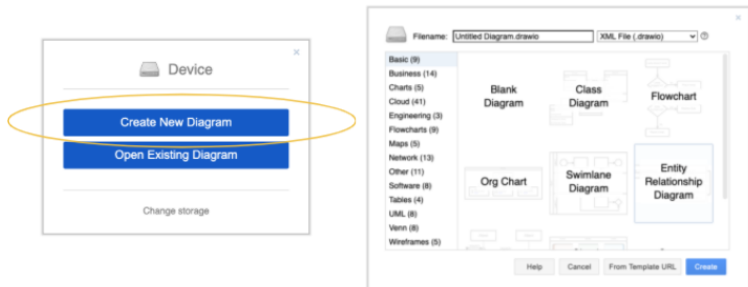 Device
Create New Diagram
Open Existing Diagram
Change storage
Filename: Untitled Diagram.drawio XML File (.drawio)
Basic (9)
Business (14)
Charts (5)
Cloud (41)
Engineering (3)
Flowcharts (9)
Maps (5)
Network (13)
Other (11)
Software (8)
Tables (4)
UML (8)
Venn (8)
Wireframes (5)
Blank
Diagram
Class
Diagram
Flowchart
Org Chart
Swimlane
Diagram
Entity
Relationship
Diagram
Help Cancel From Template URL Create